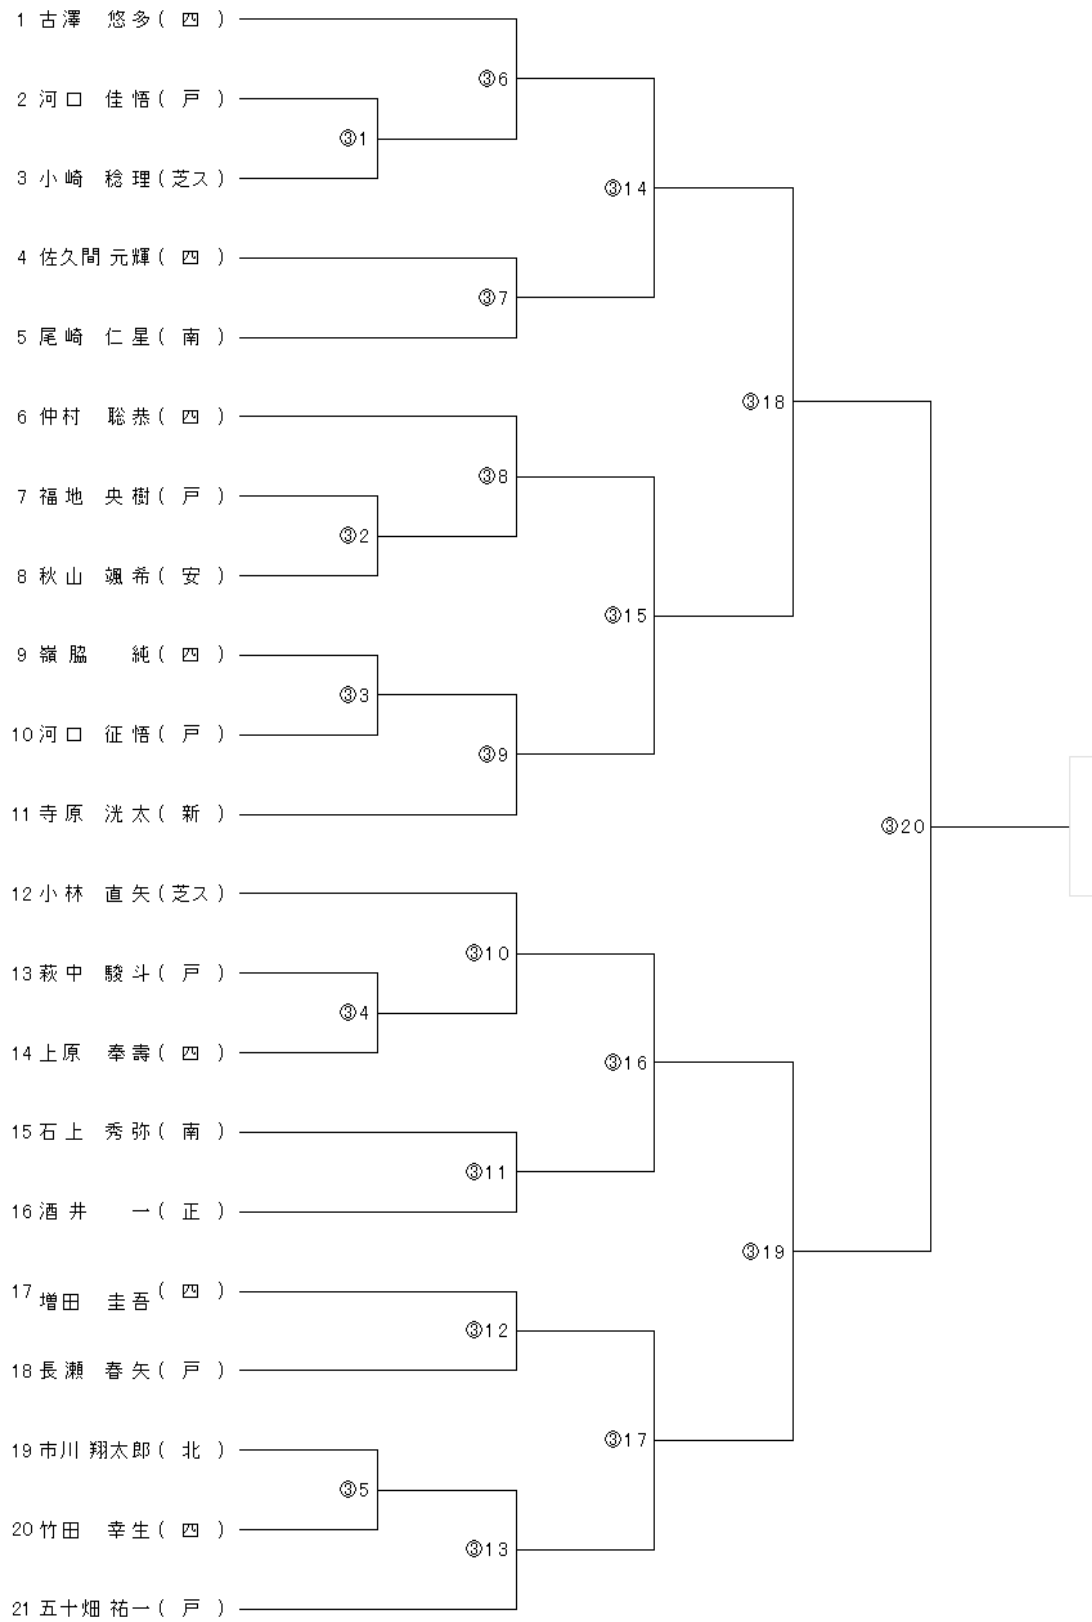 1 古澤 悠多( 四 )
③6
2 河口 佳悟( 戸 )
③1
3 小崎 稔理(芝ス)
③14
4 佐久間 元輝( 四 )
③7
5 尾崎 仁星( 南 )
③18
6 仲村 聡恭( 四 )
③8
7 福地 央樹( 戸 )
③2
8 秋山 颯希( 安 )
③15
9 嶺脇 純( 四 )
③3
10 河口 征悟( 戸 )
③9
11 寺原 洸太( 新 )
③20
12 小林 直矢(芝ス)
③10
13 萩中 駿斗( 戸 )
③4
14 上原 奉壽( 四 )
③16
15 石上 秀弥( 南 )
③11
16 酒井 一( 正 )
③19
17 増田 圭吾( 四 )
③12
18 長瀬 春矢( 戸 )
③17
19 市川 翔太郎( 北 )
③5
20 竹田 幸生( 四 )
③13
21 五十畑 祐一( 戸 )